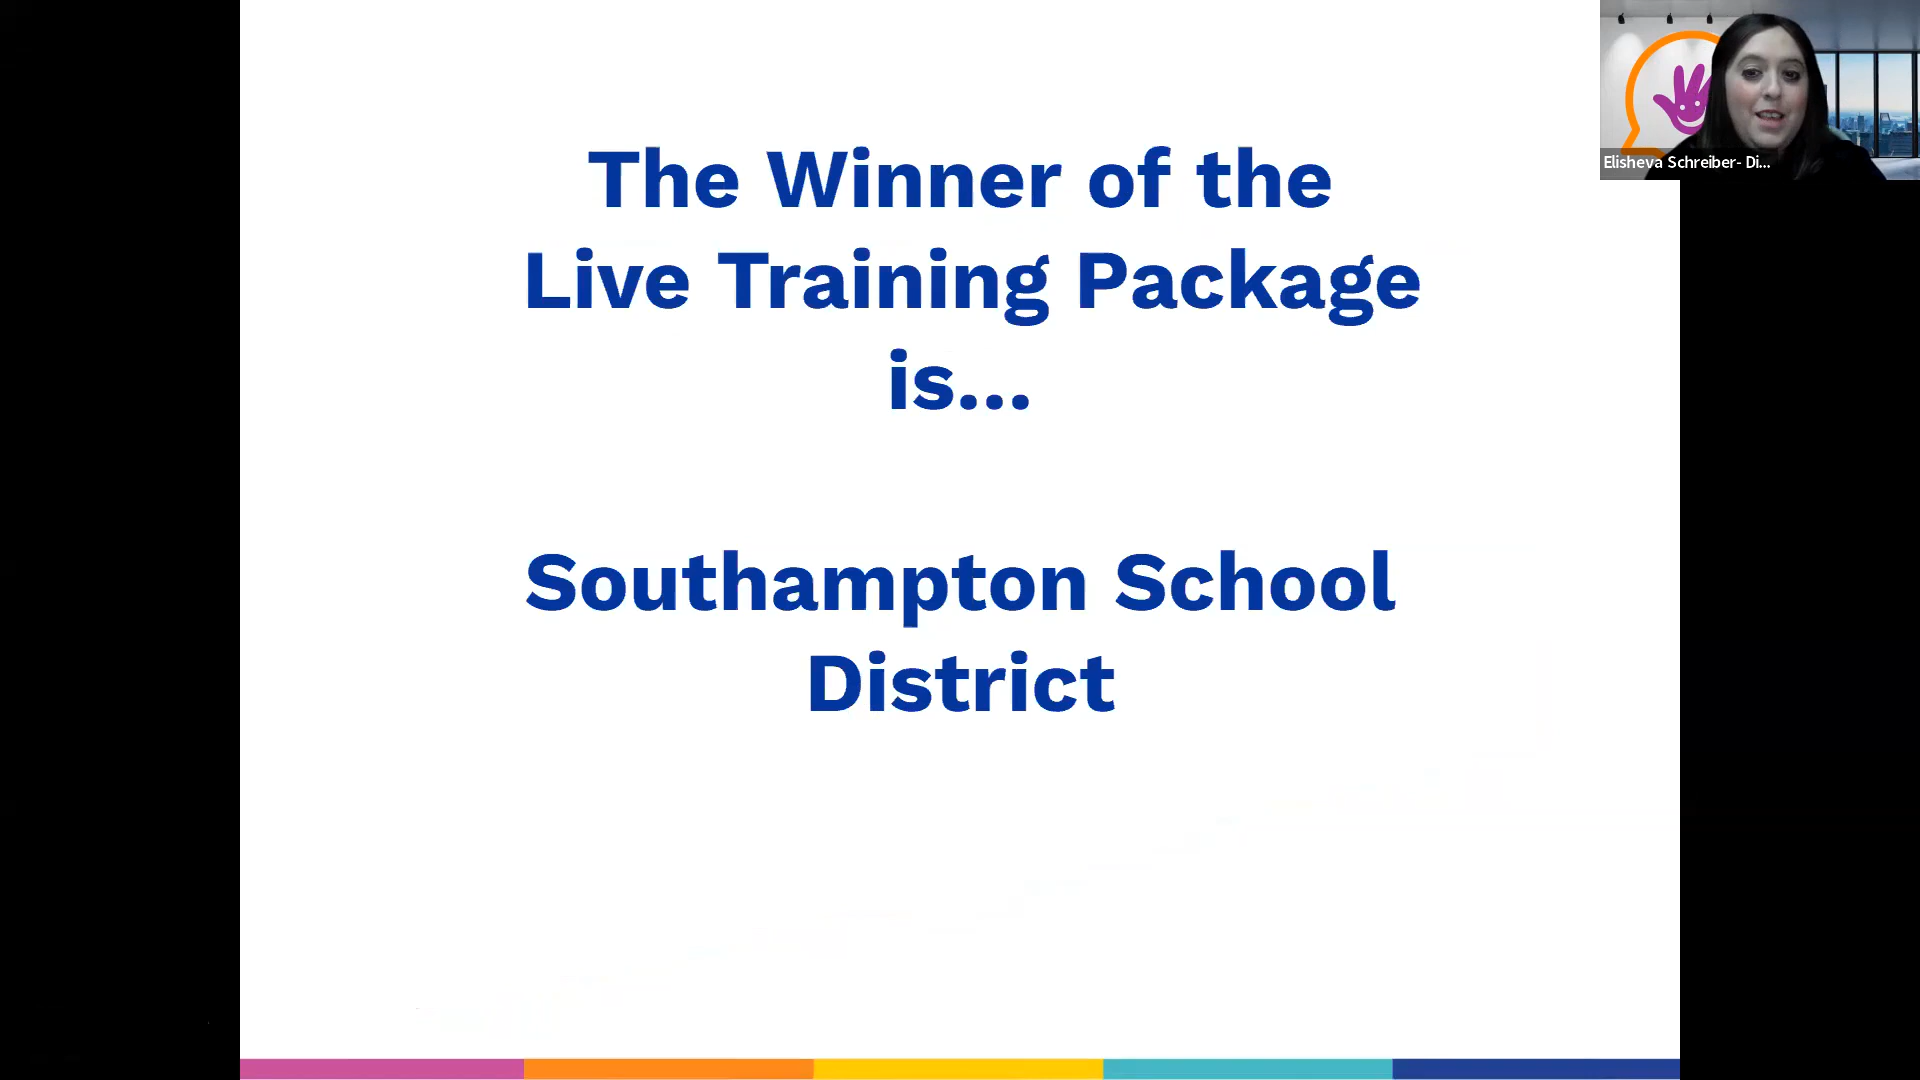 The Winner of the
Live Training Package
is...
Southampton School
District
Elisheva Schreiber- Di...